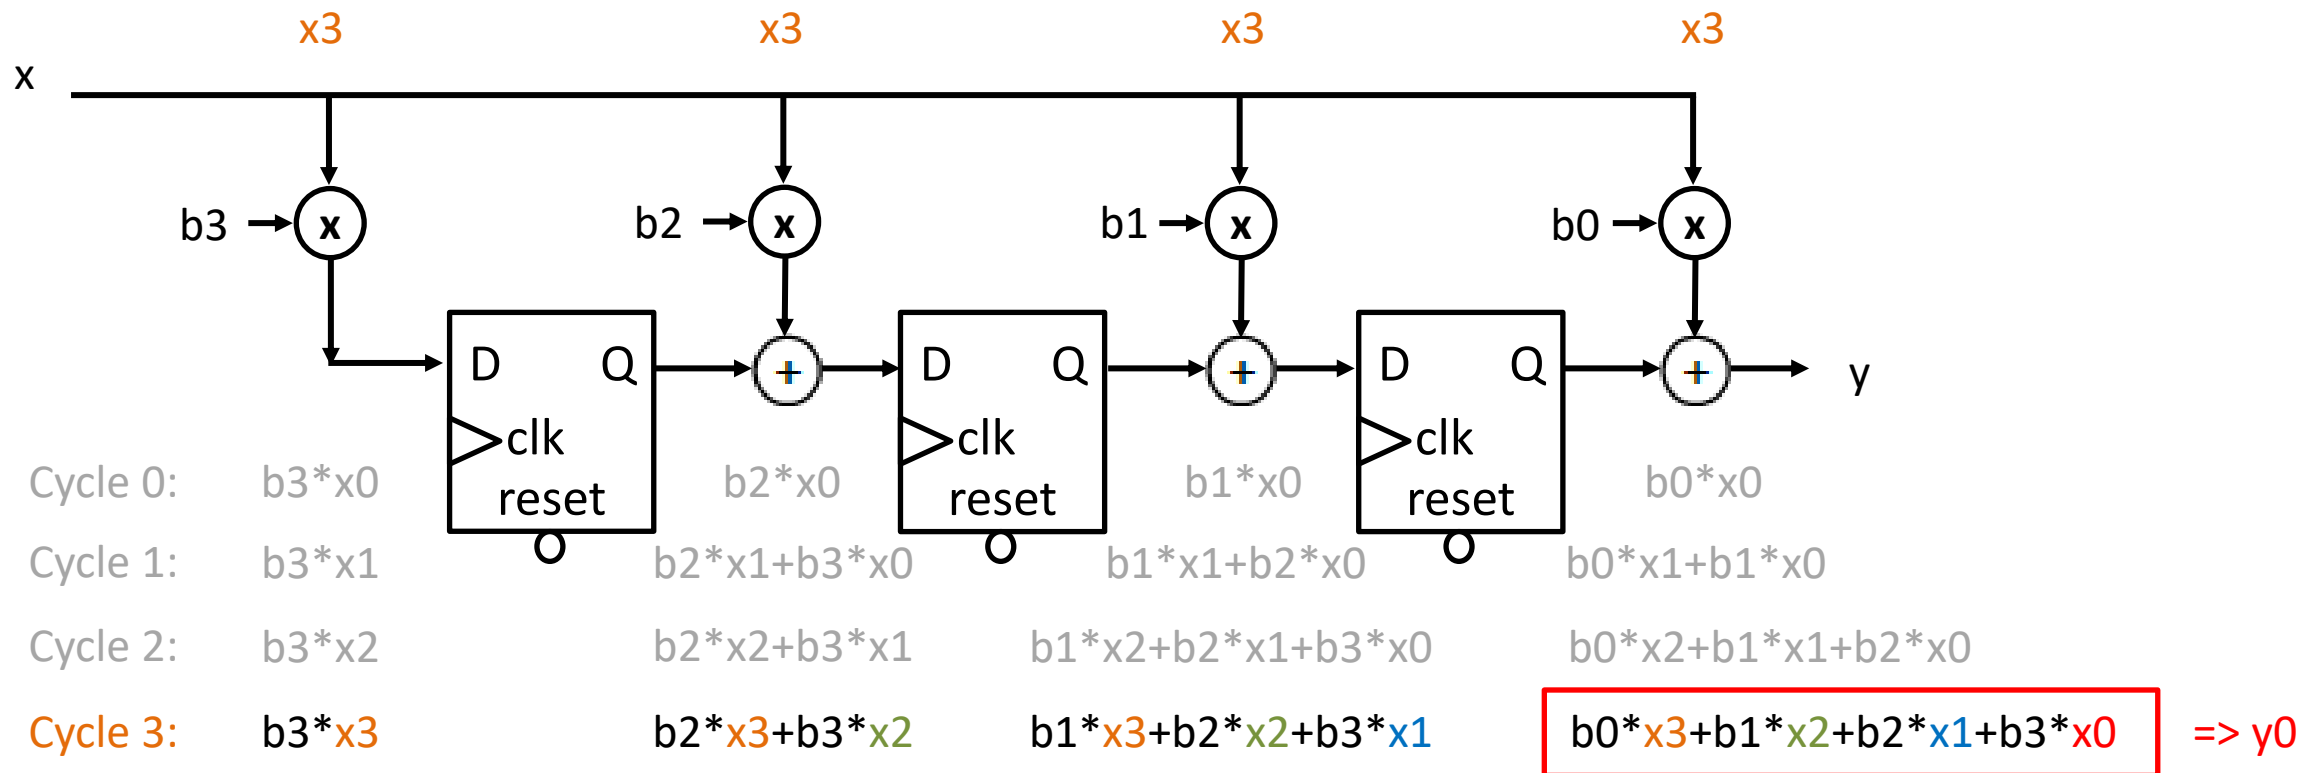 x3 x3 x3 x3
x
b3 x b2 x b1 x b0 x
D Q + D Q + D Q + y
clk clk clk
Cycle 0: b3*x0 b2*x0 b1*x0 b0*x0
reset reset reset
Cycle 1: b3*x1 b2*x1+b3*x0 b1*x1+b2*x0 b0*x1+b1*x0
Cycle 2: b3*x2 b2*x2+b3*x1 b1*x2+b2*x1+b3*x0 b0*x2+b1*x1+b2*x0
Cycle 3: b3*x3 b2*x3+b3*x2 b1*x3+b2*x2+b3*x1 b0*x3+b1*x2+b2*x1+b3*x0 => y0